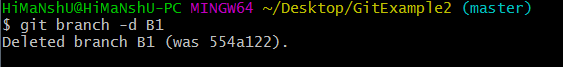 HiMaNshU@HiMaNshU-PC MINGW64 ~/Desktop/GitExample2 (master)
$ git branch -d B1
Deleted branch B1 (was 554a122).